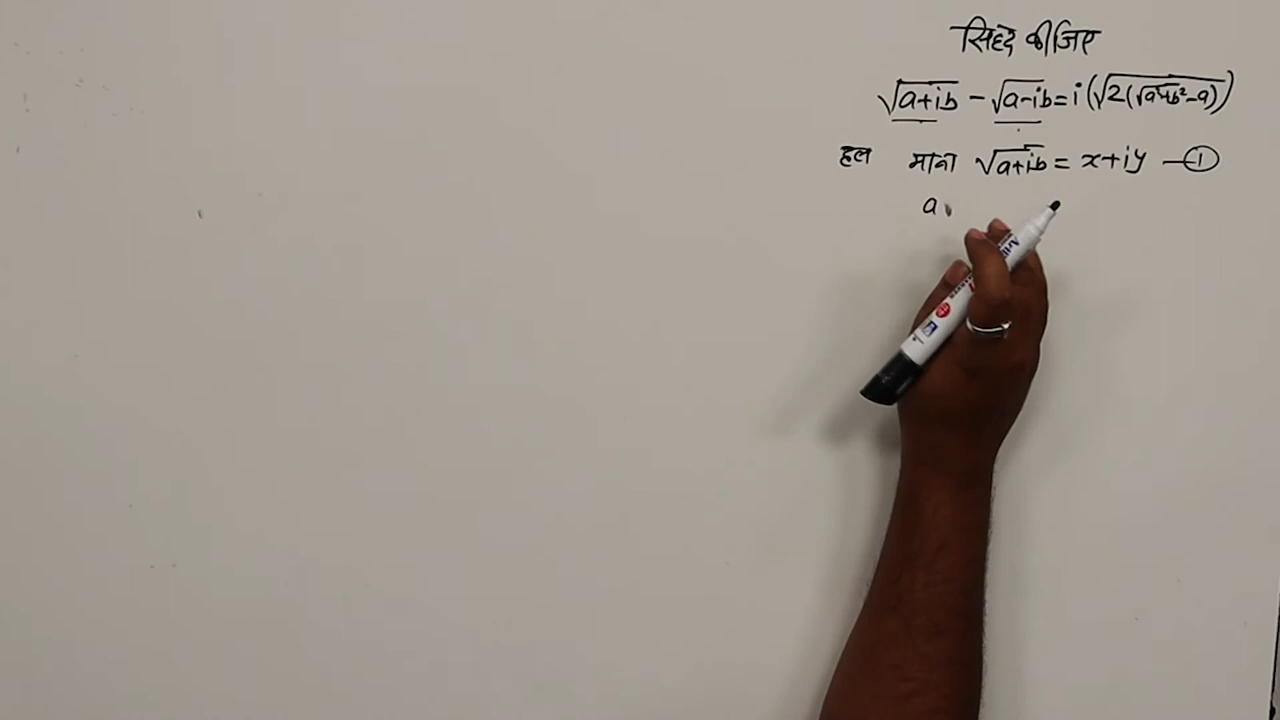 सिद्ध कीजिए
√(a+ib) - √(a-ib) = i(√(2(√(a²+b²)-a)))
हल माना √(a+ib) = x+iy —①
a